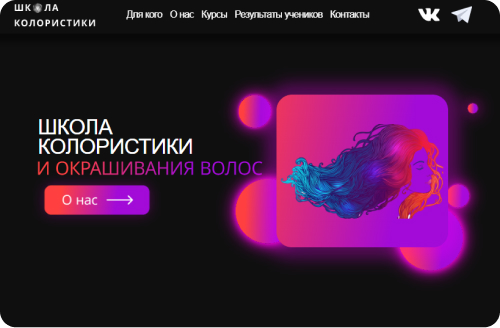 ШКОЛА
КОЛОРИСТИКИ
Для кого О нас Курсы Результаты учеников Контакты
ШКОЛА
КОЛОРИСТИКИ
И ОКРАШИВАНИЯ ВОЛОС
О нас